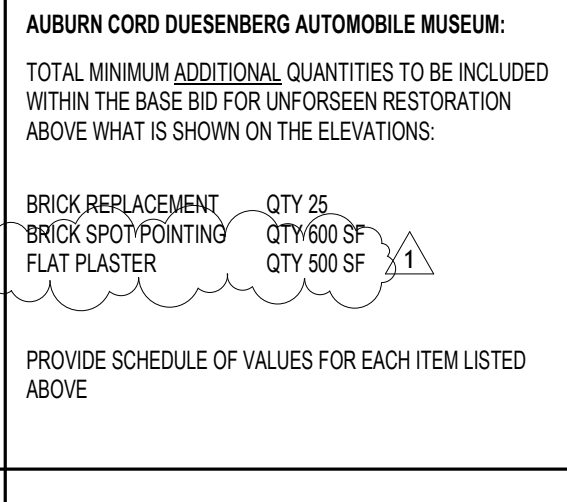 AUBURN CORD DUESENBERG AUTOMOBILE MUSEUM:
TOTAL MINIMUM ADDITIONAL QUANTITIES TO BE INCLUDED
WITHIN THE BASE BID FOR UNFORSEEN RESTORATION
ABOVE WHAT IS SHOWN ON THE ELEVATIONS:
BRICK REPLACEMENT QTY 25
BRICK SPOT POINTING QTY 600 SF
FLAT PLASTER QTY 500 SF 1
PROVIDE SCHEDULE OF VALUES FOR EACH ITEM LISTED
ABOVE